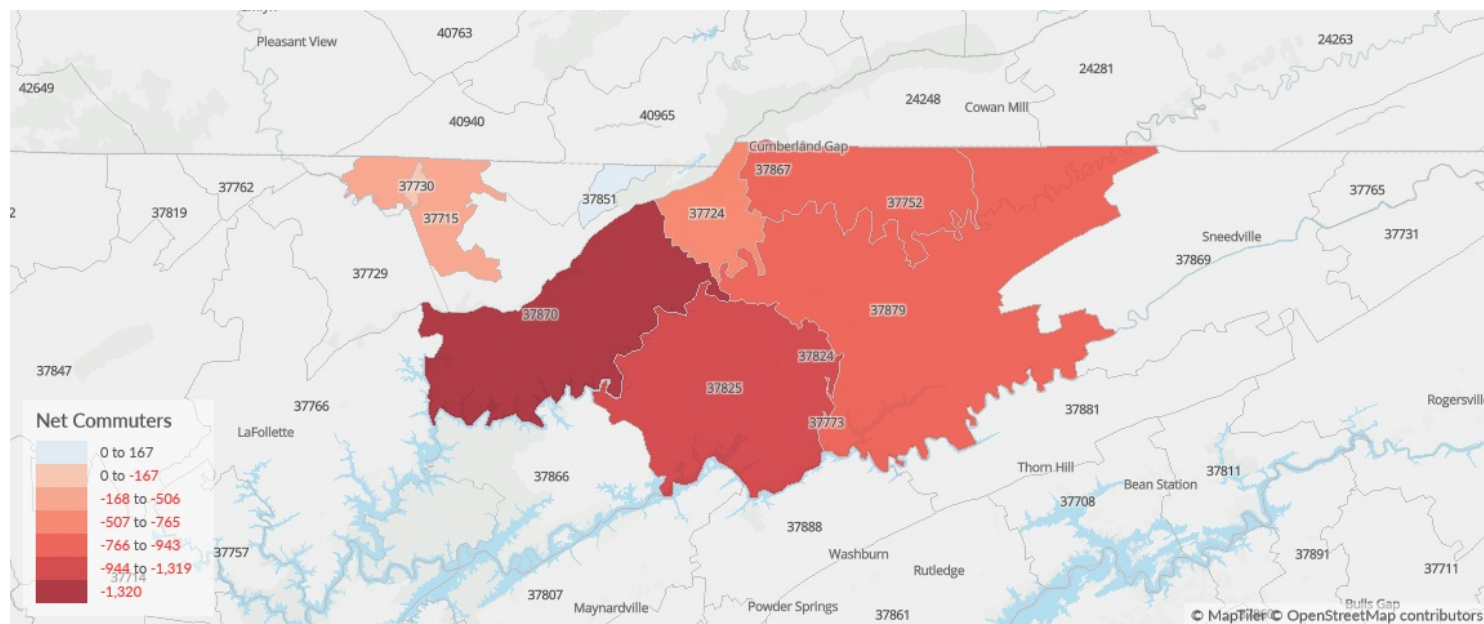 40763
Pleasant View
24263
24281
42649
24248
Cowan Mill
40940
40965
Cumberland Gap
37867
37762
37730
37851
37765
37752
37819
37715
37724
37731
Sneedville
37869
37729
37870
37879
37847
37824
37825
37766
37881
Rogersville
37773
LaFollette
Net Commuters
0 to 167
0 to -167
-168 to -506
-507 to -765
-766 to -943
-944 to -1,319
-1,320
37866
Thorn Hill
37811
Bean Station
37708
37888
37757
Washburn
37891
Rutledge
37711
37714
37807
Maynardville
Powder Springs
37861
Bulls Gap
© MapTiler © OpenStreetMap contributors